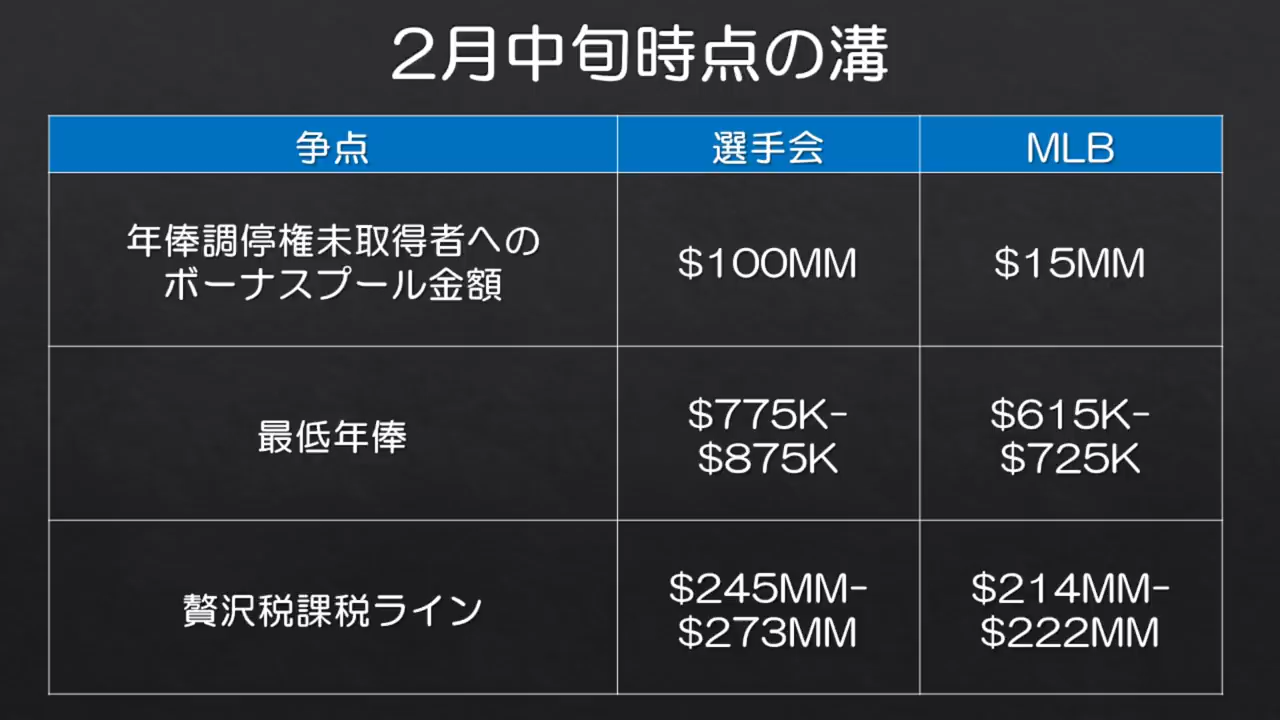 2月中旬時点の溝
争点
選手会
MLB
年俸調停権未取得者への
ボーナスプール金額
$100MM
$15MM
最低年俸
$775K-
$875K
$615K-
$725K
贅沢税課税ライン
$245MM-
$273MM
$214MM-
$222MM